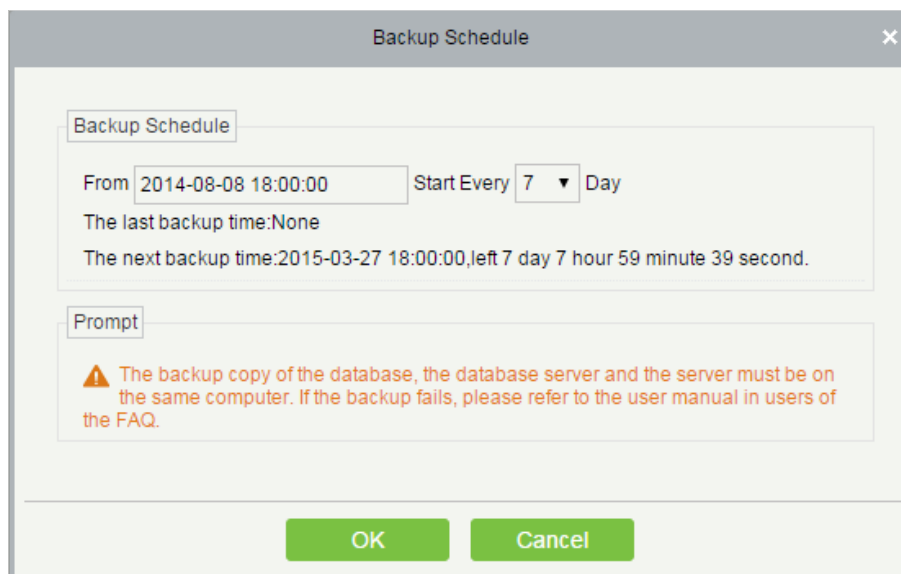 Backup Schedule
Backup Schedule
From 2014-08-08 18:00:00 Start Every 7 Day
The last backup time:None
The next backup time:2015-03-27 18:00:00,left 7 day 7 hour 59 minute 39 second.
Prompt
The backup copy of the database, the database server and the server must be on
the same computer. If the backup fails, please refer to the user manual in users of
the FAQ.
OK Cancel